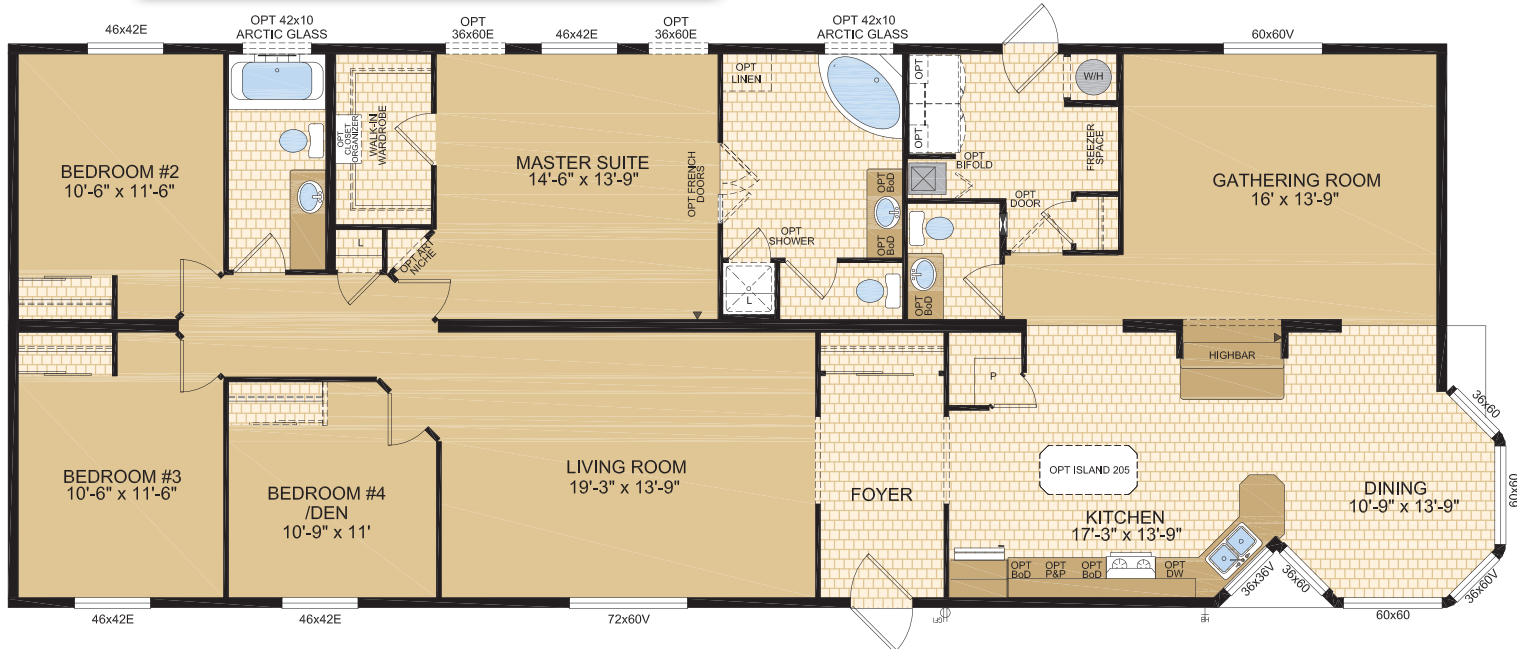 46x42E
OPT 42x10
ARCTIC GLASS
OPT
36x60E
46x42E
OPT
36x60E
OPT 42x10
ARCTIC GLASS
60x60V
BEDROOM #2
10'-6" x 11'-6"
OPT
CLOSET
ORGANIZER
WALK-IN
WARDROBE
L
OPT ART
NICHE
MASTER SUITE
14'-6" x 13'-9"
OPT FRENCH
DOORS
OPT
LINEN
OPT
SHOWER
L
OPT
BoD
OPT
BoD
OPT
OPT
OPT
BIFOLD
W/H
FREEZER
SPACE
OPT
DOOR
OPT
BoD
GATHERING ROOM
16' x 13'-9"
BEDROOM #3
10'-6" x 11'-6"
BEDROOM #4
/DEN
10'-9" x 11'
LIVING ROOM
19'-3" x 13'-9"
FOYER
P
HIGHBAR
OPT ISLAND 205
KITCHEN
17'-3" x 13'-9"
DINING
10'-9" x 13'-9"
OPT
BoD
OPT
P&P
OPT
BoD
OPT
DW
36x60
60x60
36x60V
36x36V
36x60
60x60
46x42E
46x42E
72x60V
GFI
HB